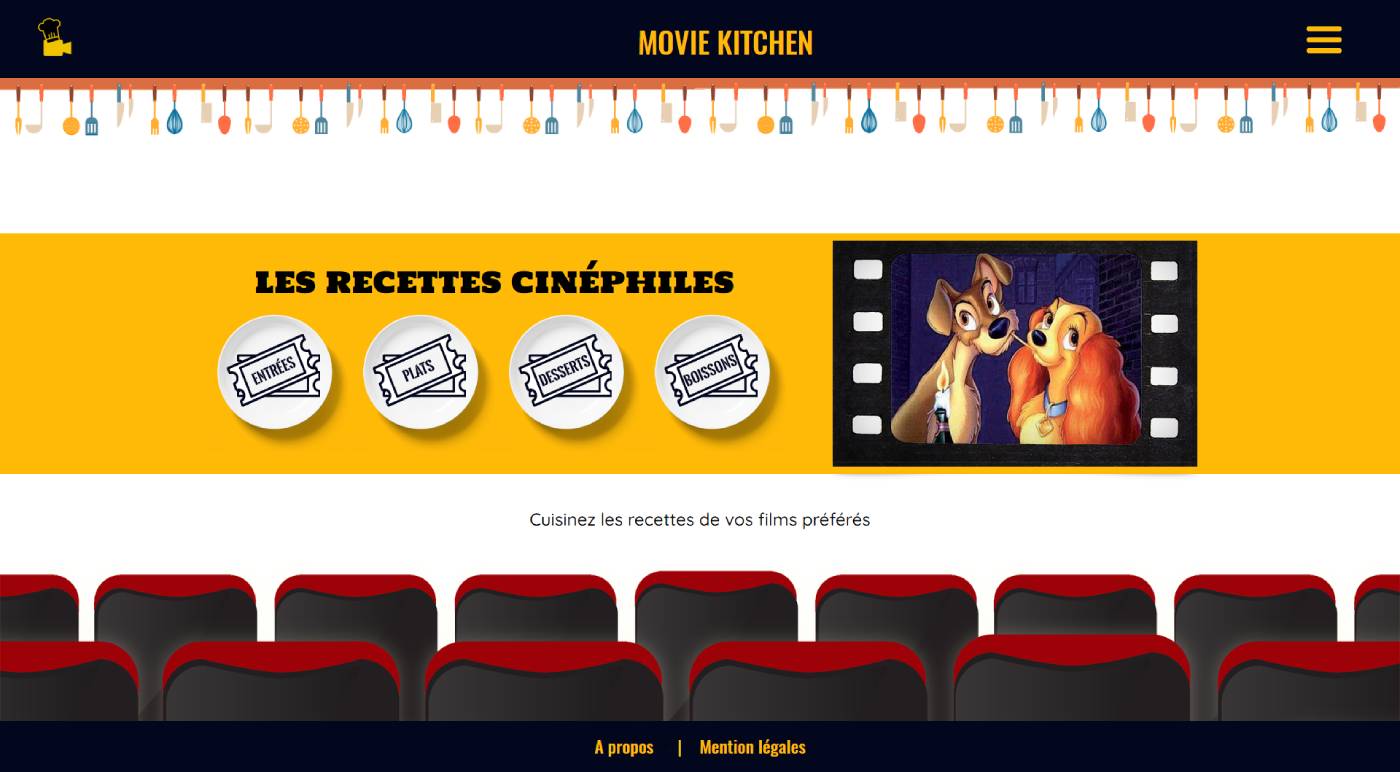 MOVIE KITCHEN
LES RECETTES CINÉPHILES
ENTRÉES
PLATS
DESSERTS
BOISSONS
Cuisinez les recettes de vos films préférés
A propos | Mention légales